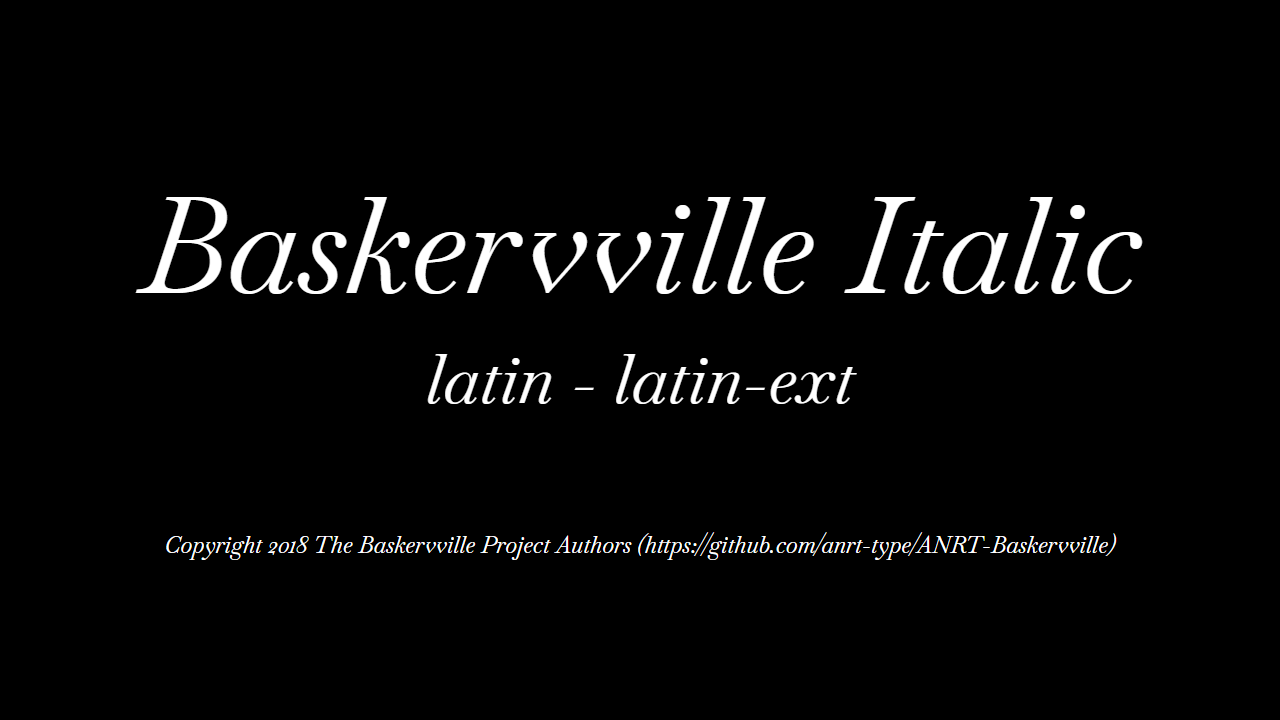 Baskervville Italic
latin - latin-ext
Copyright 2018 The Baskervville Project Authors (https://github.com/anrt-type/ANRT-Baskervville)